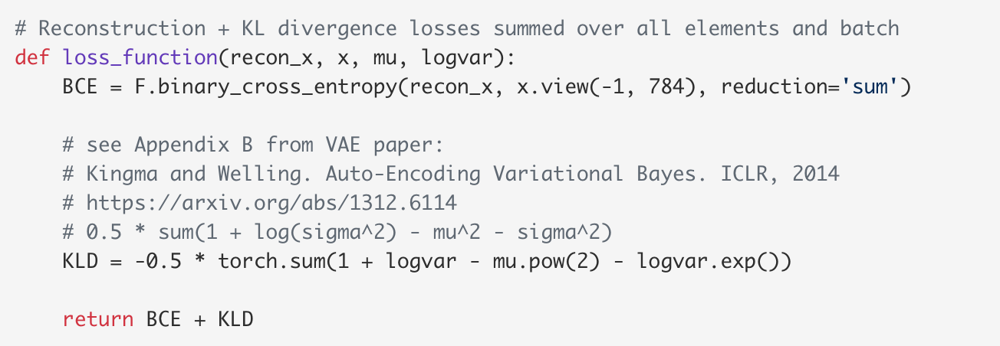 # Reconstruction + KL divergence losses summed over all elements and batch
def loss_function(recon_x, x, mu, logvar):
    BCE = F.binary_cross_entropy(recon_x, x.view(-1, 784), reduction='sum')

    # see Appendix B from VAE paper:
    # Kingma and Welling. Auto-Encoding Variational Bayes. ICLR, 2014
    # https://arxiv.org/abs/1312.6114
    # 0.5 * sum(1 + log(sigma^2) - mu^2 - sigma^2)
    KLD = -0.5 * torch.sum(1 + logvar - mu.pow(2) - logvar.exp())

    return BCE + KLD